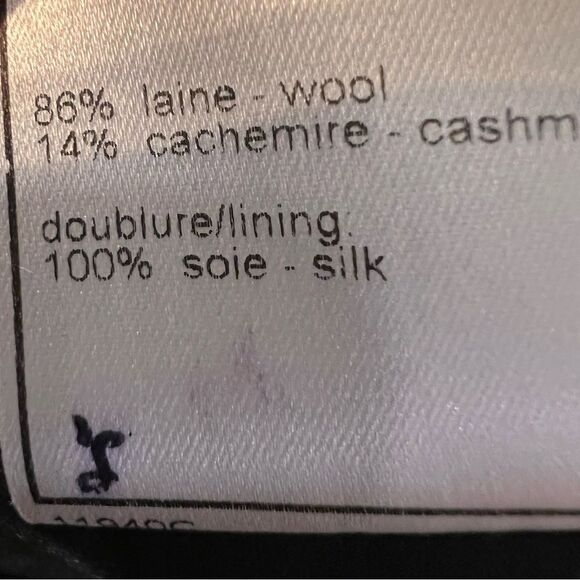 86% laine - wool
14% cachemire - cashm
doublure/lining:
100% soie - silk